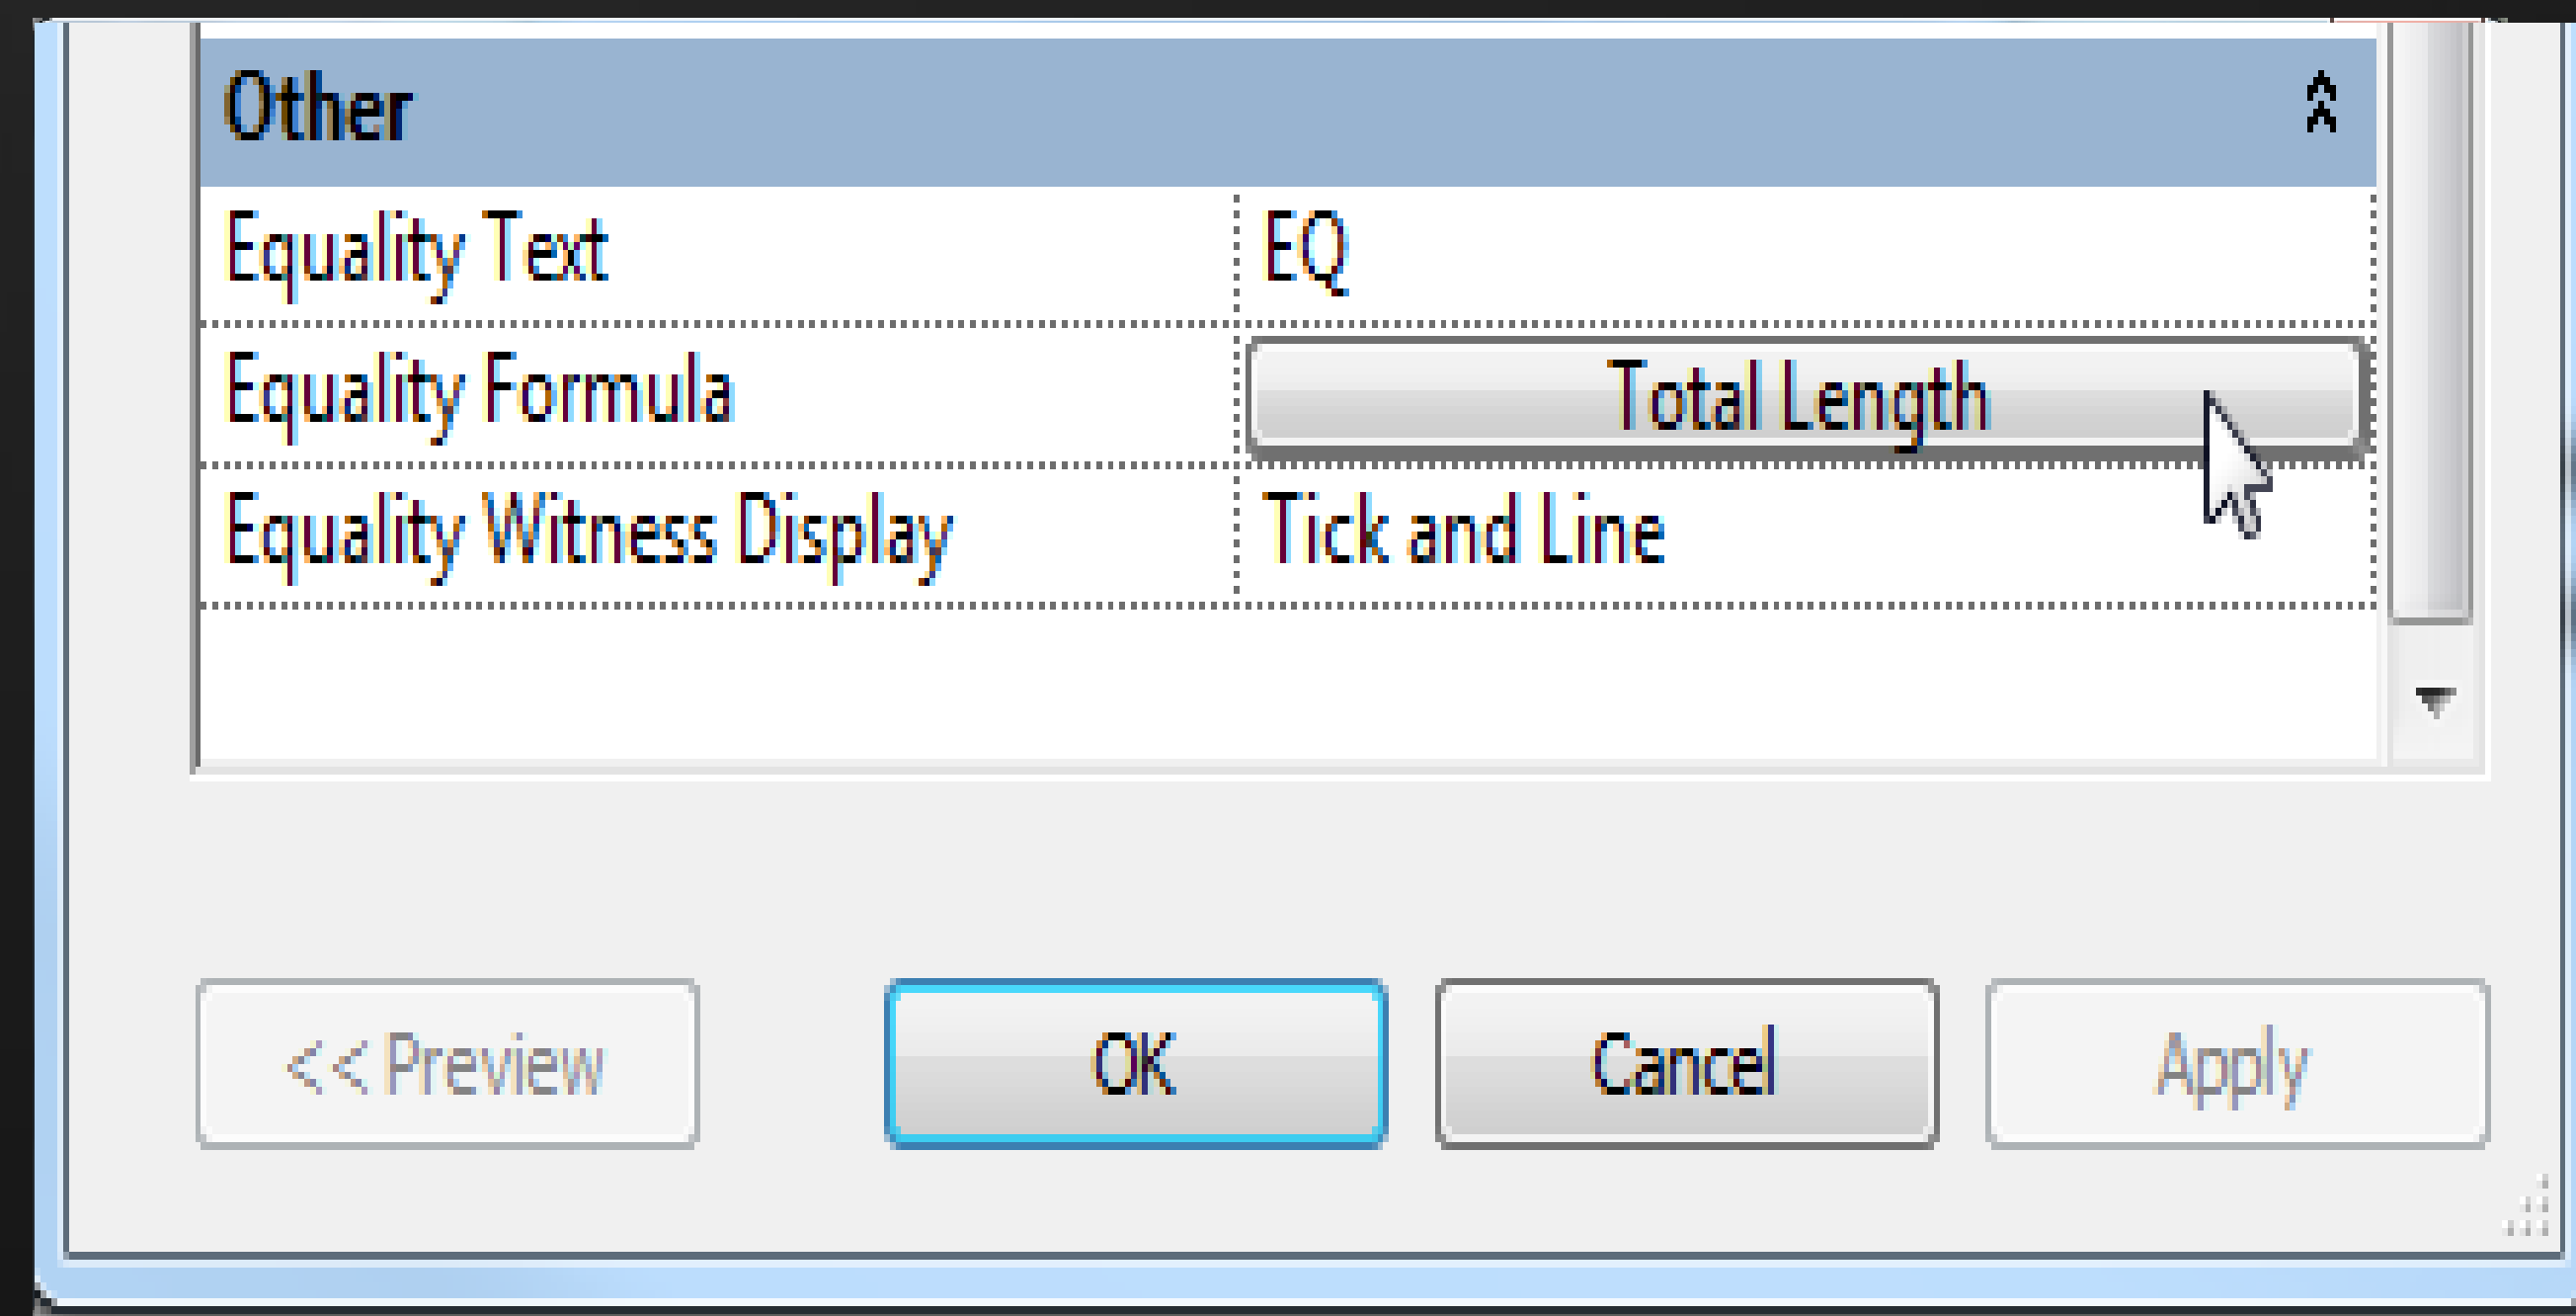 Other
Equality Text EQ
Equality Formula Total Length
Equality Witness Display Tick and Line
<< Preview OK Cancel Apply